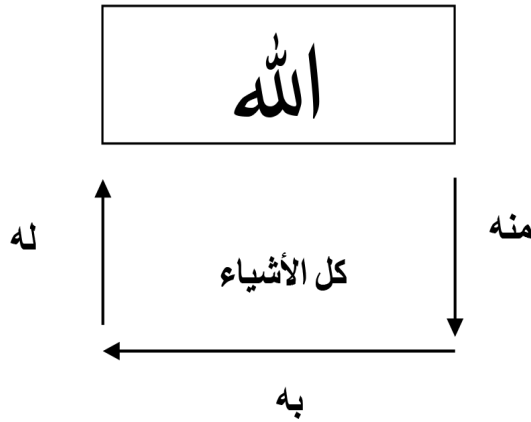 الله
منه
له
كل الأشياء
به